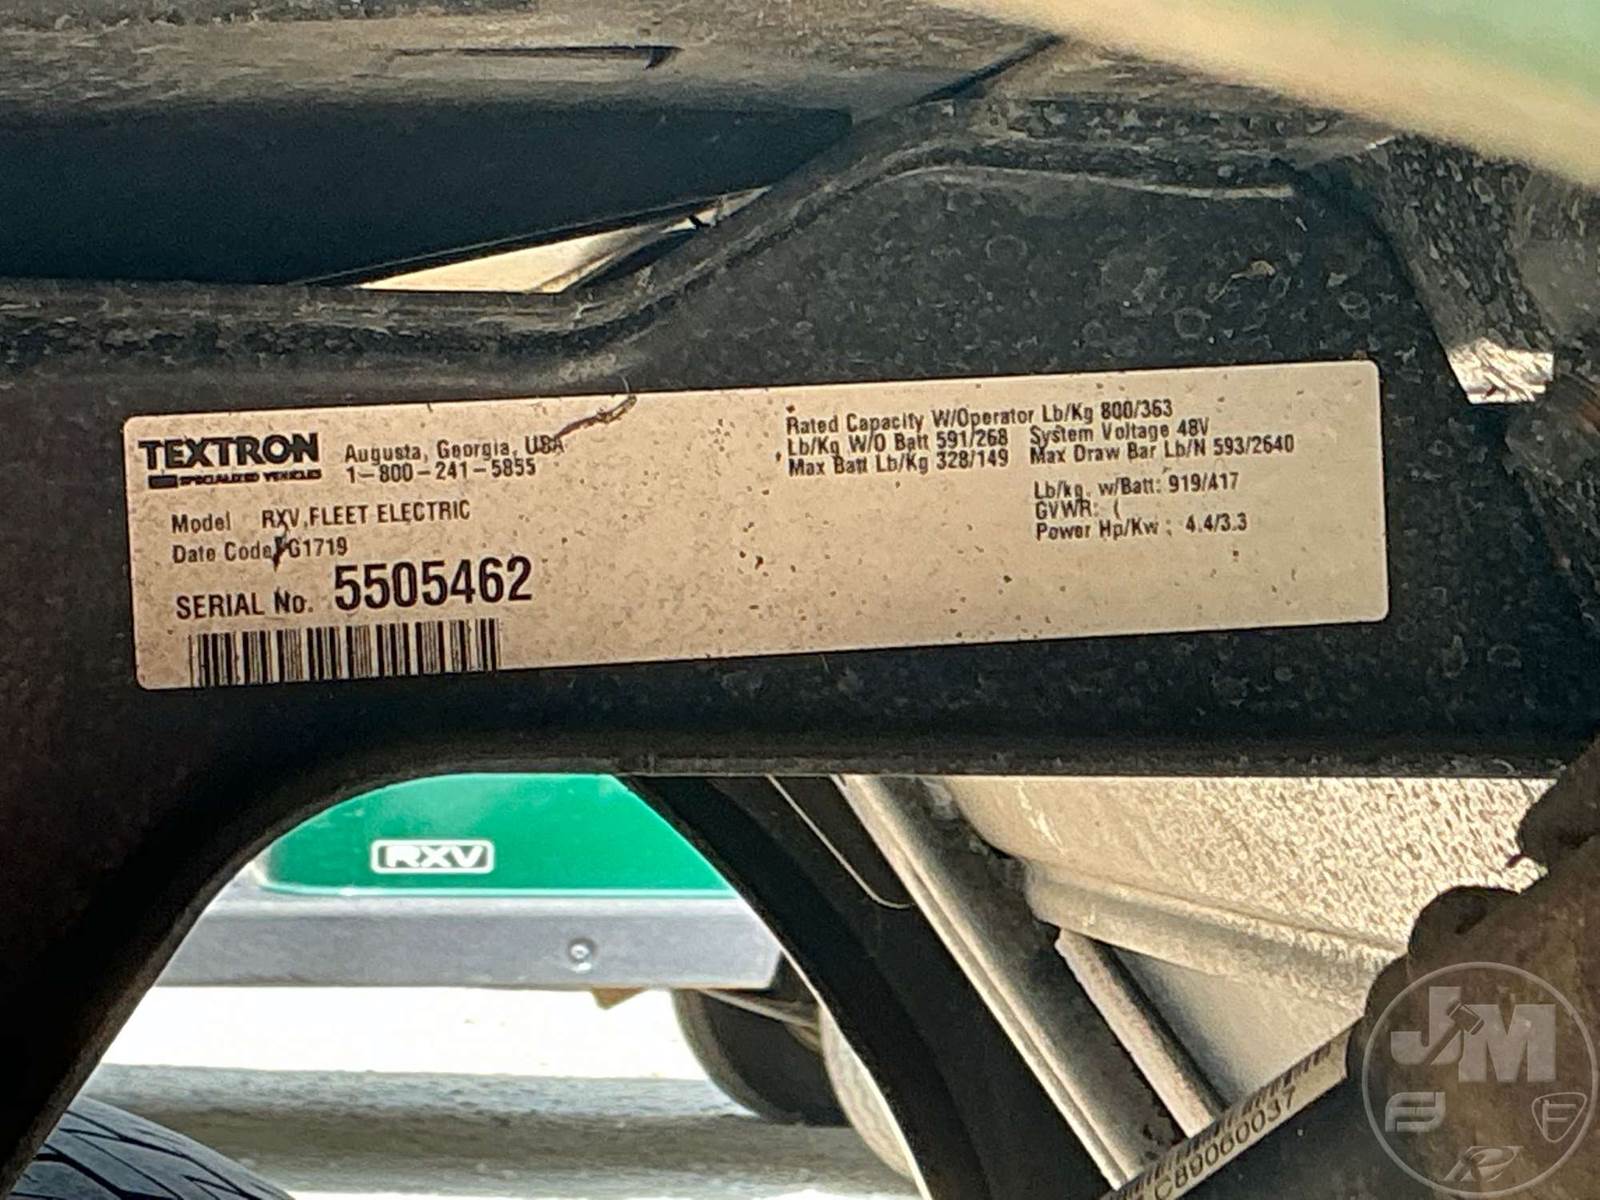 TEXTRON
SPECIALIZED VEHICLES
Augusta, Georgia, USA
1-800-241-5855
Model RXV FLEET ELECTRIC
Date Code G1719
SERIAL No. 5505462
Rated Capacity W/Operator Lb/Kg 800/363
Lb/Kg W/O Batt 591/268 System Voltage 48V
Max Batt Lb/Kg 328/149 Max Draw Bar Lb/N 593/2640
Lb/kg. w/Batt: 919/417
GVWR: (
Power Hp/Kw : 4.4/3.3
RXV
CB9060037
JM